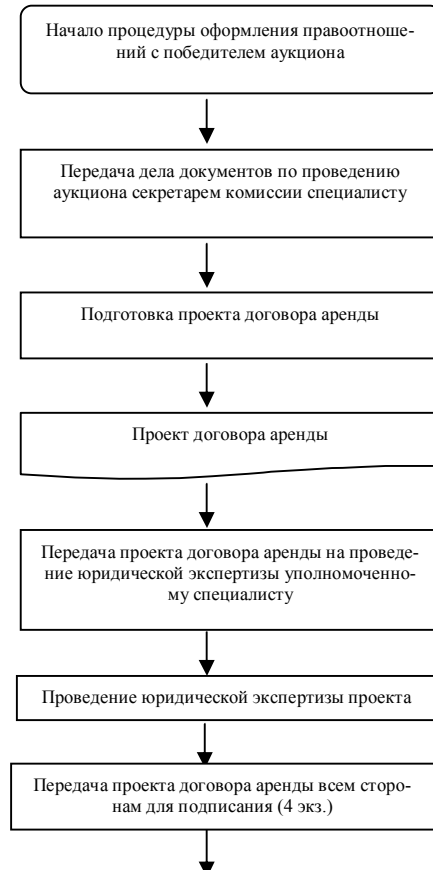 Начало процедуры оформления правоотноше-
ний с победителем аукциона
Передача дела документов по проведению
аукциона секретарем комиссии специалисту
Подготовка проекта договора аренды
Проект договора аренды
Передача проекта договора аренды на проведе-
ние юридической экспертизы уполномоченно-
му специалисту
Проведение юридической экспертизы проекта
Передача проекта договора аренды всем сторо-
нам для подписания (4 экз.)